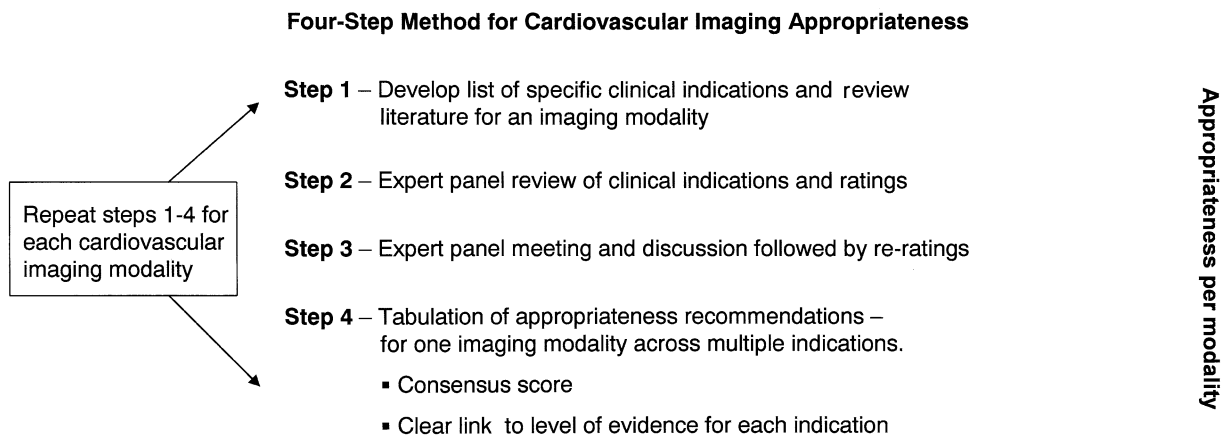 Four-Step Method for Cardiovascular Imaging Appropriateness
Step 1 – Develop list of specific clinical indications and review
literature for an imaging modality
Step 2 – Expert panel review of clinical indications and ratings
Repeat steps 1-4 for
each cardiovascular
imaging modality
Step 3 – Expert panel meeting and discussion followed by re-ratings
Step 4 – Tabulation of appropriateness recommendations –
for one imaging modality across multiple indications.
▪ Consensus score
▪ Clear link to level of evidence for each indication
Appropriateness per modality